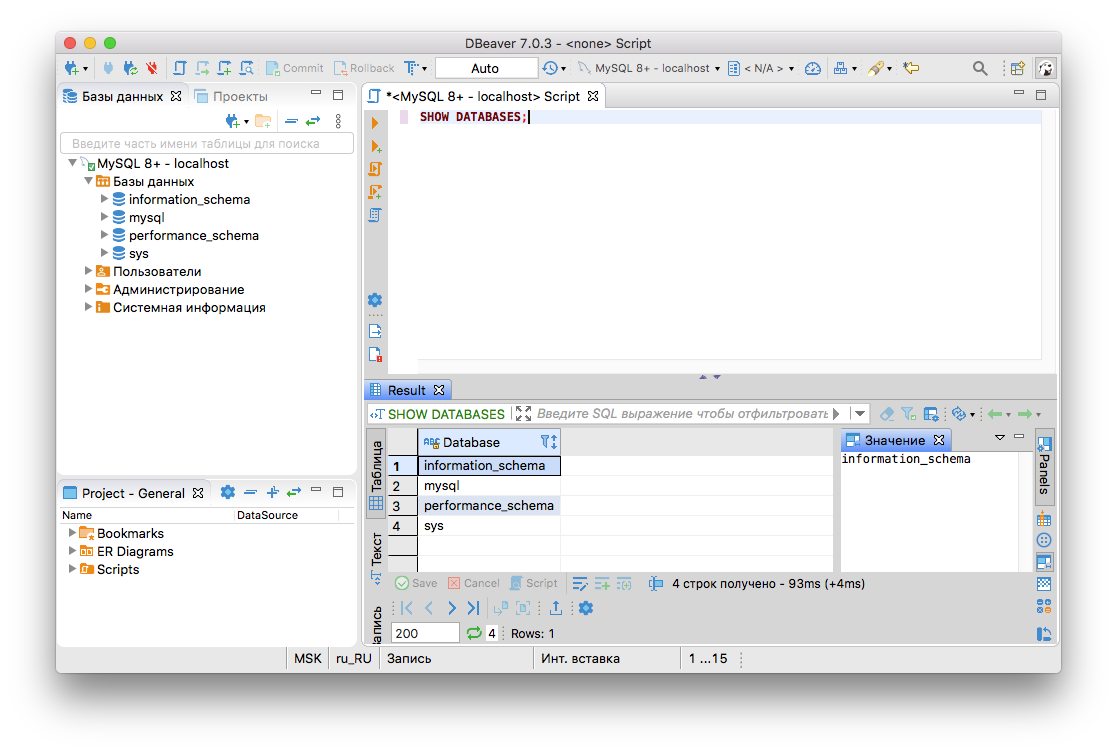 DBeaver 7.0.3 - <none> Script
Commit Rollback Auto MySQL 8+ - localhost < N/A >
Базы данных Проекты
Введите часть имени таблицы для поиска
MySQL 8+ - localhost
Базы данных
information_schema
mysql
performance_schema
sys
Пользователи
Администрирование
Системная информация
Project - General
Name DataSource
Bookmarks
ER Diagrams
Scripts
*<MySQL 8+ - localhost> Script
SHOW DATABASES;
Result
SHOW DATABASES Введите SQL выражение чтобы отфильтровать
Таблица
Текст
апись
ABC Database
1 information_schema
2 mysql
3 performance_schema
4 sys
Значение
information_schema
Panels
Save Cancel Script 4 строк получено - 93ms (+4ms)
200 4 Rows: 1
MSK ru_RU Запись Инт. вставка 1 ...15